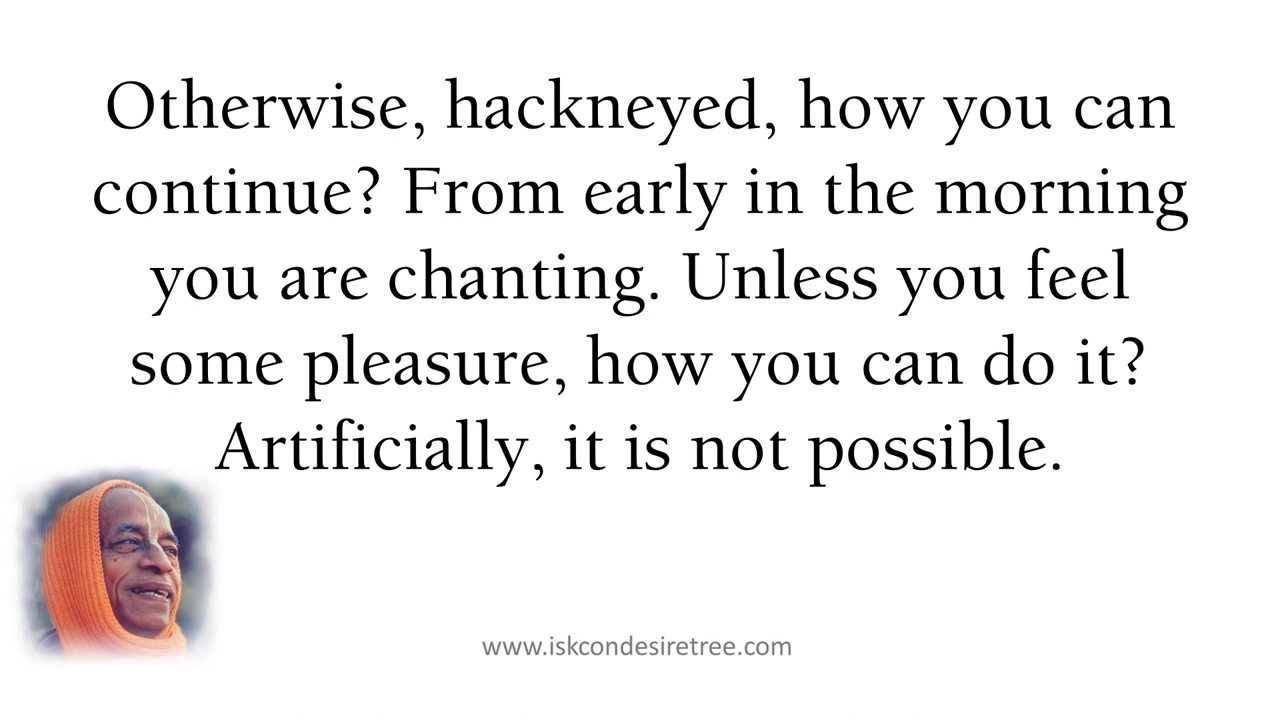 Otherwise, hackneyed, how you can
continue? From early in the morning
you are chanting. Unless you feel
some pleasure, how you can do it?
Artificially, it is not possible.
www.iskcondesiretree.com